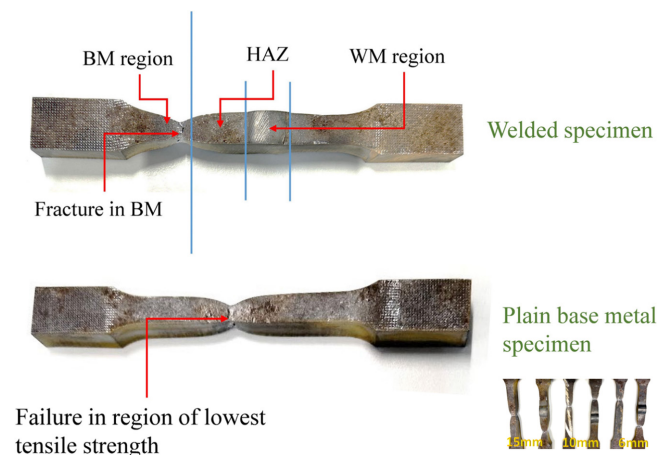 BM region
HAZ
WM region
Welded specimen
Fracture in BM
Plain base metal
specimen
Failure in region of lowest
tensile strength
15mm 10mm 6mm